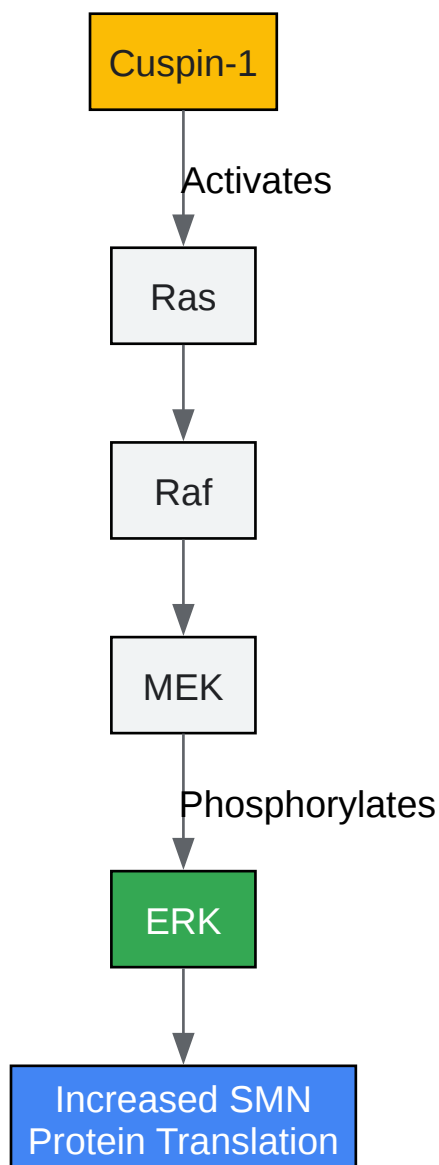 Cuspin-1
Activates
Ras
Raf
MEK
Phosphorylates
ERK
Increased SMN
Protein Translation